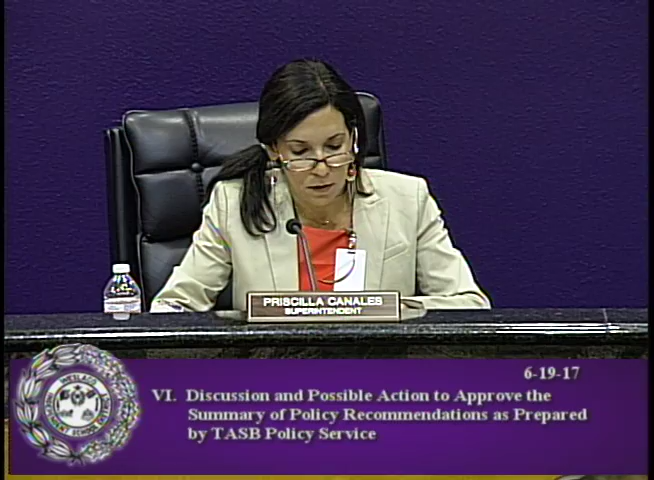 PRISCILLA CANALES
SUPERINTENDENT
6-19-17
VI. Discussion and Possible Action to Approve the
Summary of Policy Recommendations as Prepared
by TASB Policy Service
WESLACO